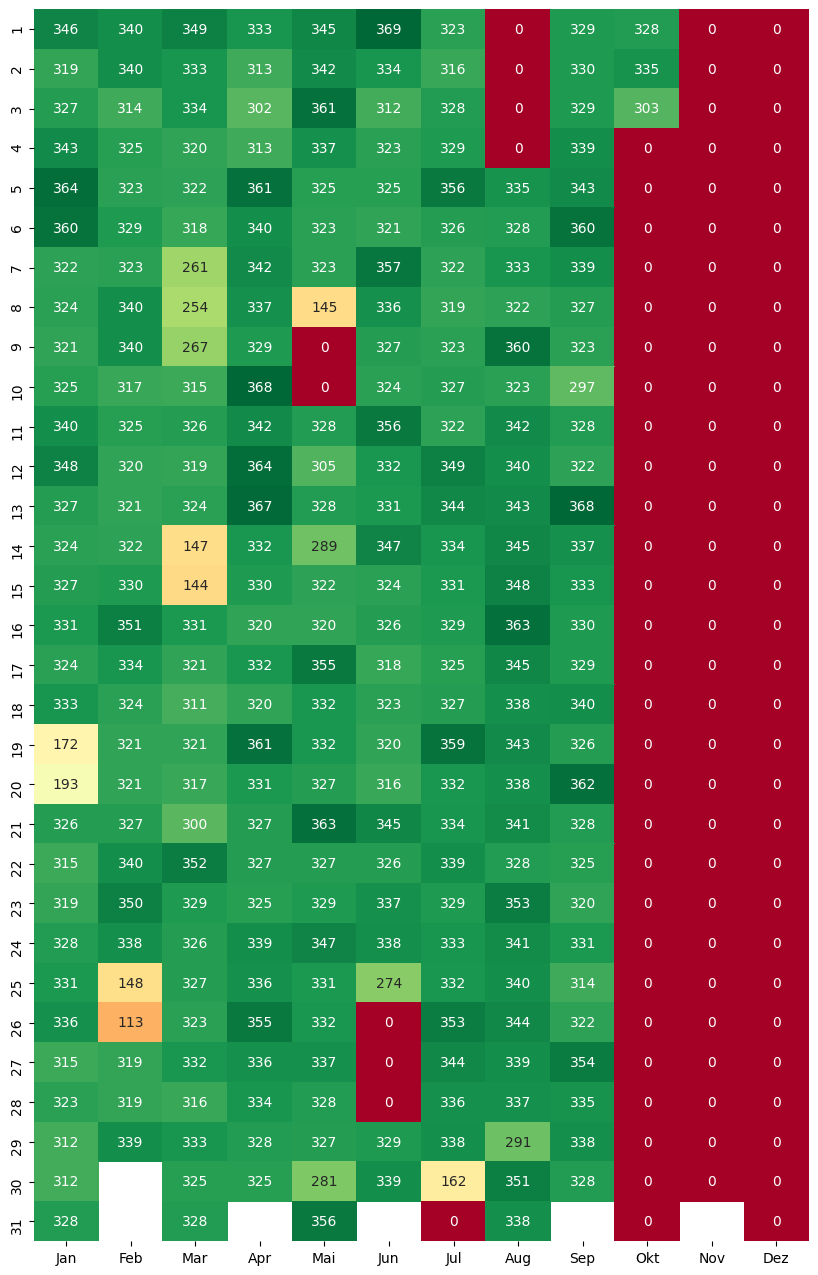 1 346 340 349 333 345 369 323 0 329 328 0 0
2 319 340 333 313 342 334 316 0 330 335 0 0
3 327 314 334 302 361 312 328 0 329 303 0 0
4 343 325 320 313 337 323 329 0 339 0 0 0
5 364 323 322 361 325 325 356 335 343 0 0 0
6 360 329 318 340 323 321 326 328 360 0 0 0
7 322 323 261 342 323 357 322 333 339 0 0 0
8 324 340 254 337 145 336 319 322 327 0 0 0
9 321 340 267 329 0 327 323 360 323 0 0 0
10 325 317 315 368 0 324 327 323 297 0 0 0
11 340 325 326 342 328 356 322 342 328 0 0 0
12 348 320 319 364 305 332 349 340 322 0 0 0
13 327 321 324 367 328 331 344 343 368 0 0 0
14 324 322 147 332 289 347 334 345 337 0 0 0
15 327 330 144 330 322 324 331 348 333 0 0 0
16 331 351 331 320 320 326 329 363 330 0 0 0
17 324 334 321 332 355 318 325 345 329 0 0 0
18 333 324 311 320 332 323 327 338 340 0 0 0
19 172 321 321 361 332 320 359 343 326 0 0 0
20 193 321 317 331 327 316 332 338 362 0 0 0
21 326 327 300 327 363 345 334 341 328 0 0 0
22 315 340 352 327 327 326 339 328 325 0 0 0
23 319 350 329 325 329 337 329 353 320 0 0 0
24 328 338 326 339 347 338 333 341 331 0 0 0
25 331 148 327 336 331 274 332 340 314 0 0 0
26 336 113 323 355 332 0 353 344 322 0 0 0
27 315 319 332 336 337 0 344 339 354 0 0 0
28 323 319 316 334 328 0 336 337 335 0 0 0
29 312 339 333 328 327 329 338 291 338 0 0 0
30 312 325 325 281 339 162 351 328 0 0 0
31 328 328 356 0 338 0 0
Jan Feb Mar Apr Mai Jun Jul Aug Sep Okt Nov Dez